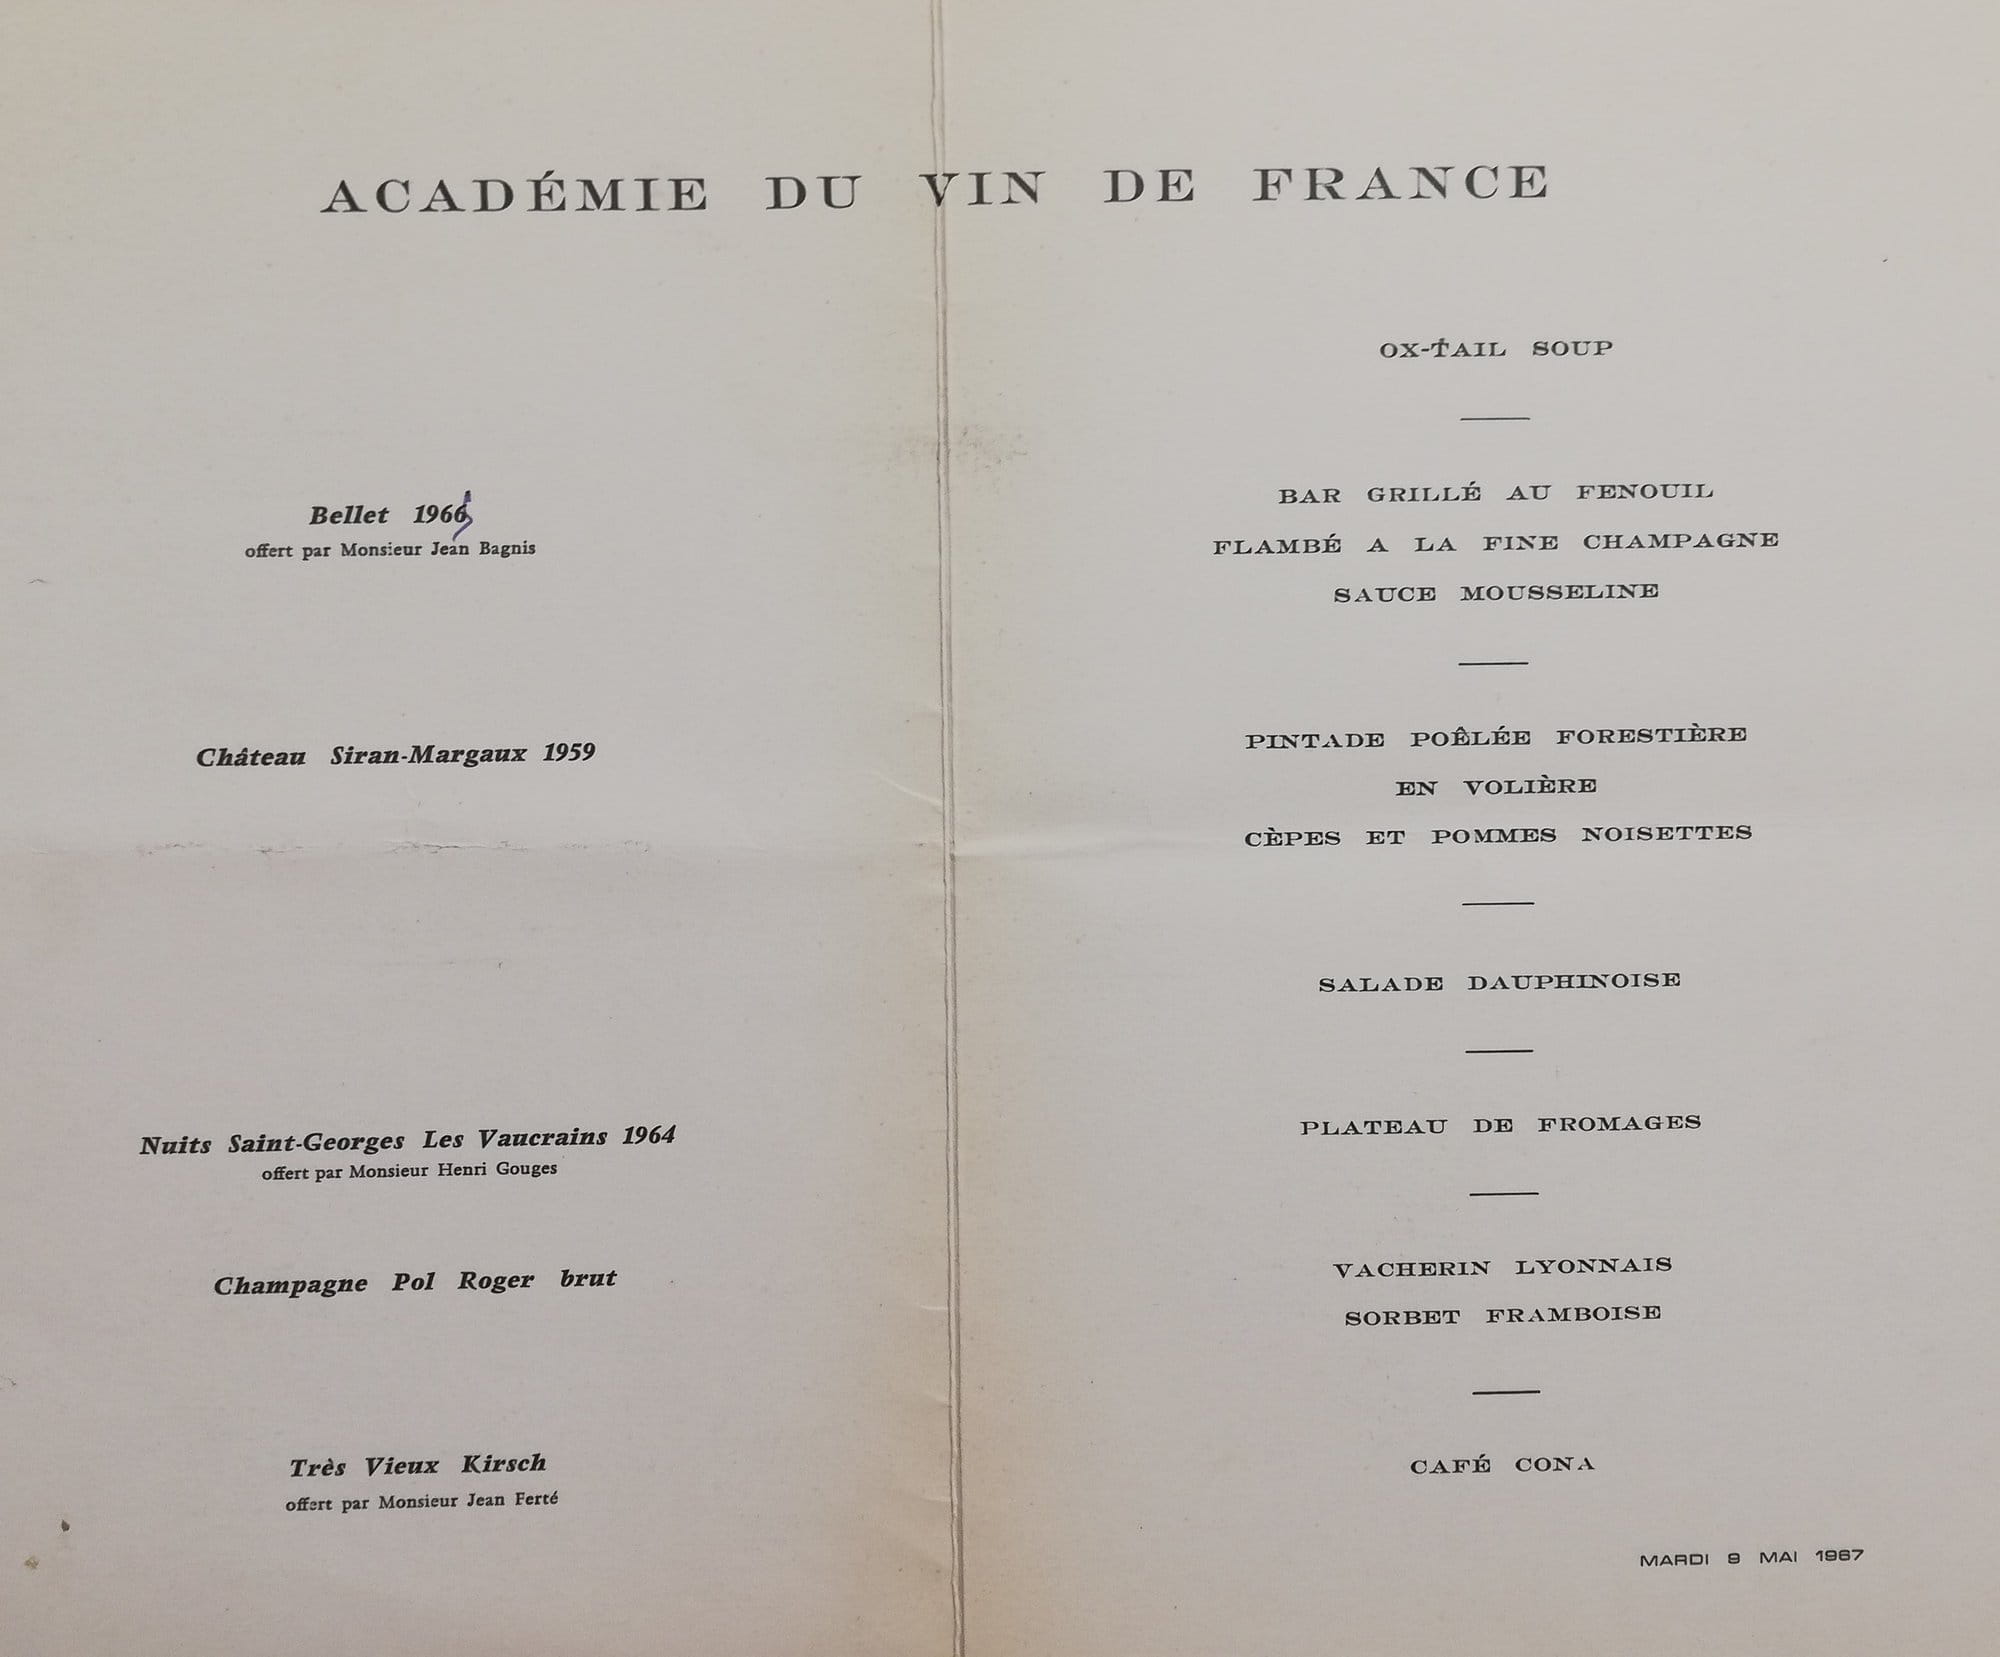 ACADÉMIE DU VIN DE FRANCE
Bellet 1966
offert par Monsieur Jean Bagnis
Château Siran-Margaux 1959
Nuits Saint-Georges Les Vaucrains 1964
offert par Monsieur Henri Gouges
Champagne Pol Roger brut
Très Vieux Kirsch
offert par Monsieur Jean Ferté
OX-TAIL SOUP
BAR GRILLÉ AU FENOUIL
FLAMBÉ A LA FINE CHAMPAGNE
SAUCE MOUSSELINE
PINTADE POÊLÉE FORESTIÈRE
EN VOLIÈRE
CÈPES ET POMMES NOISETTES
SALADE DAUPHINOISE
PLATEAU DE FROMAGES
VACHERIN LYONNAIS
SORBET FRAMBOISE
CAFÉ CONA
MARDI 9 MAI 1967